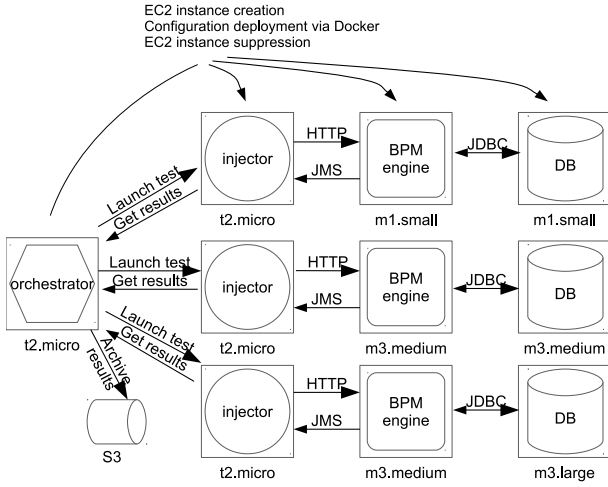 EC2 instance creation
Configuration deployment via Docker
EC2 instance suppression
injector
HTTP
JMS
BPM
engine
JDBC
DB
t2.micro
m1.small
m1.small
Launch test
Get results
orchestrator
t2.micro
Launch test
Get results
injector
HTTP
JMS
BPM
engine
JDBC
DB
t2.micro
m3.medium
m3.medium
Launch test
Get results
Archive
results
S3
injector
HTTP
JMS
BPM
engine
JDBC
DB
t2.micro
m3.medium
m3.large